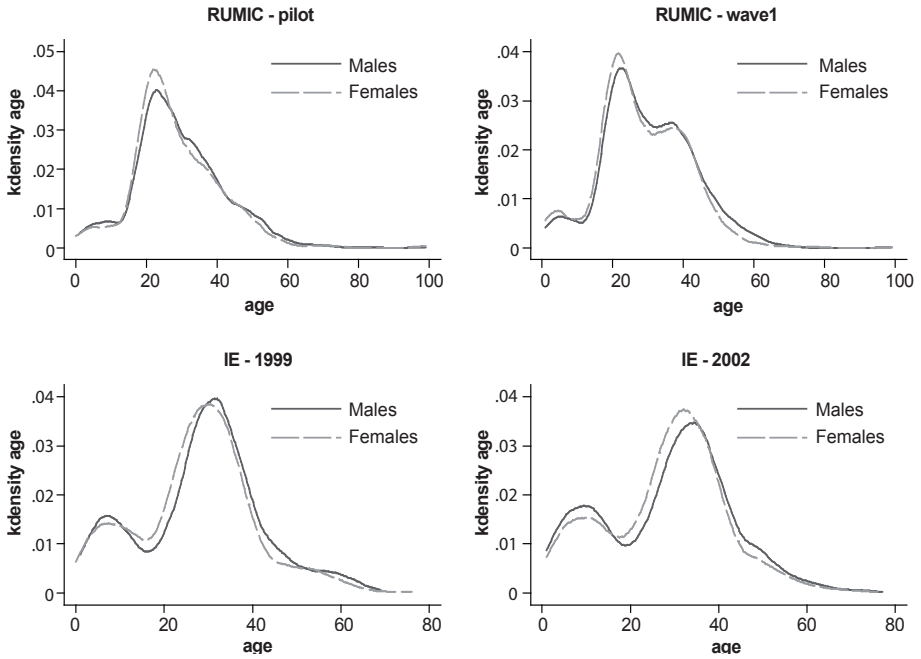 RUMIC - pilot
kdensity age
.05
.04
.03
.02
.01
0
Males
Females
0 20 40 60 80 100
age
RUMIC - wave1
kdensity age
.04
.03
.02
.01
0
Males
Females
0 20 40 60 80 100
age
IE - 1999
kdensity age
.04
.03
.02
.01
0
Males
Females
0 20 40 60 80
age
IE - 2002
kdensity age
.04
.03
.02
.01
0
Males
Females
0 20 40 60 80
age